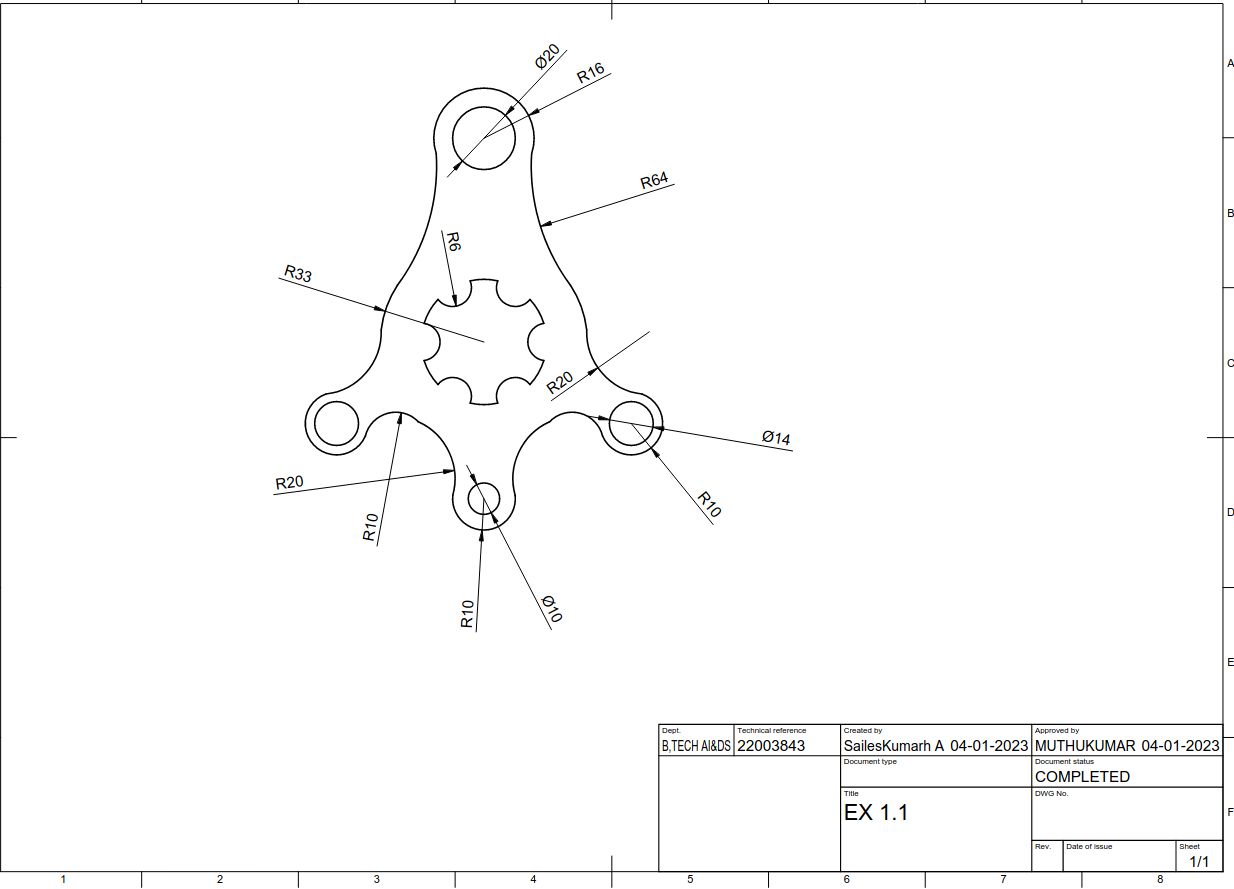 A
B
C
D
E
F
Ø20
R16
R64
R6
R33
R20
Ø14
R20
R10
R10
R10
Ø10
Dept.
B,TECH AI&DS
Technical reference
22003843
Created by
SailesKumarh A 04-01-2023
Approved by
MUTHUKUMAR 04-01-2023
Document type
Document status
COMPLETED
Title
EX 1.1
DWG No.
Rev.
Date of issue
Sheet
1/1
1
2
3
4
5
6
7
8